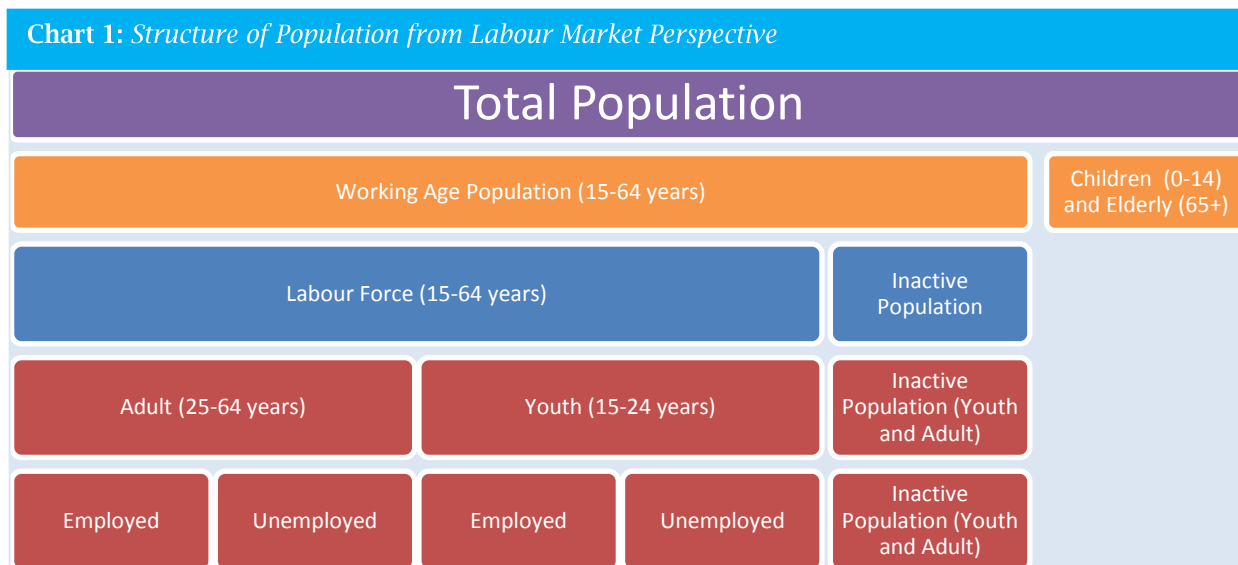 Chart 1: Structure of Population from Labour Market Perspective
Total Population
Working Age Population (15-64 years)
Children (0-14)
and Elderly (65+)
Labour Force (15-64 years)
Inactive
Population
Adult (25-64 years)
Youth (15-24 years)
Inactive
Population (Youth
and Adult)
Employed
Unemployed
Employed
Unemployed
Inactive
Population (Youth
and Adult)